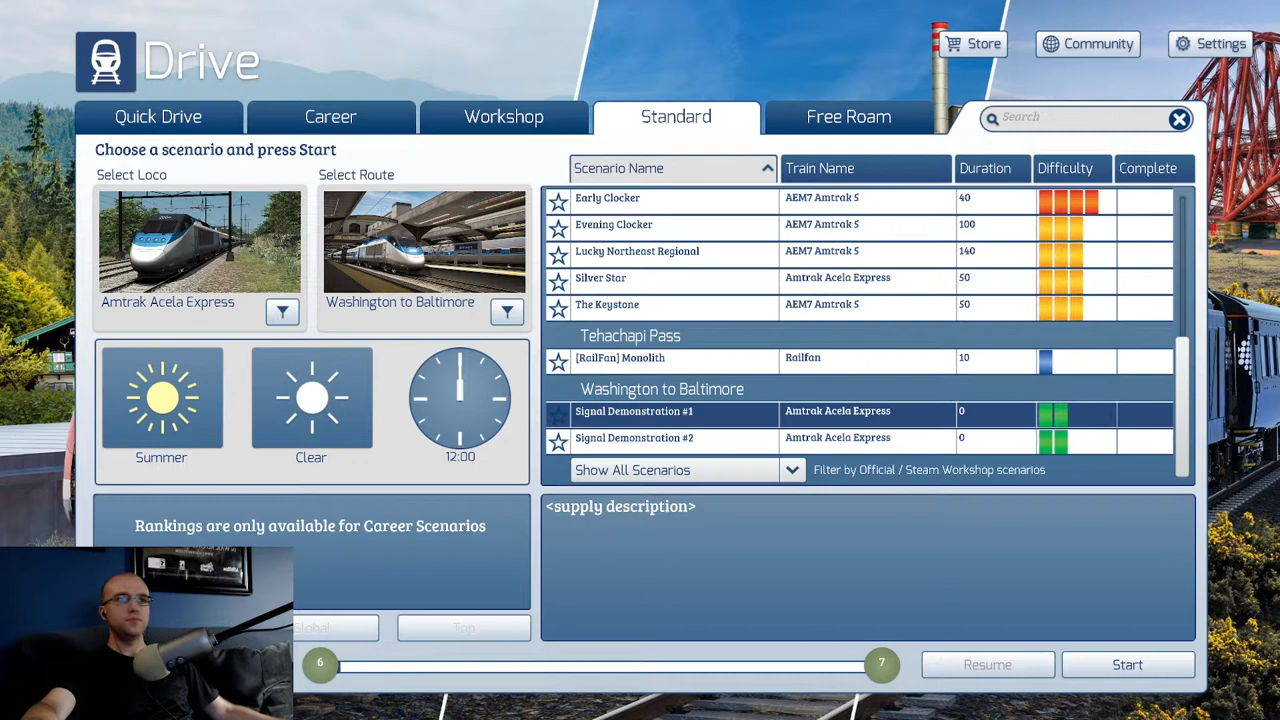 Drive
Store
Community
Settings
Quick Drive
Career
Workshop
Standard
Free Roam
Search
Choose a scenario and press Start
Select Loco
Select Route
Amtrak Acela Express
Washington to Baltimore
Summer
Clear
12:00
Scenario Name Train Name Duration Difficulty Complete
Early Clocker AEM7 Amtrak 5 40
Evening Clocker AEM7 Amtrak 5 100
Lucky Northeast Regional AEM7 Amtrak 5 140
Silver Star Amtrak Acela Express 50
The Keystone AEM7 Amtrak 5 50
Tehachapi Pass
[RailFan] Monolith Railfan 10
Washington to Baltimore
Signal Demonstration #1 Amtrak Acela Express 0
Signal Demonstration #2 Amtrak Acela Express 0
Show All Scenarios Filter by Official / Steam Workshop scenarios
Rankings are only available for Career Scenarios
<supply description>
Global
Top
6
7
Resume
Start